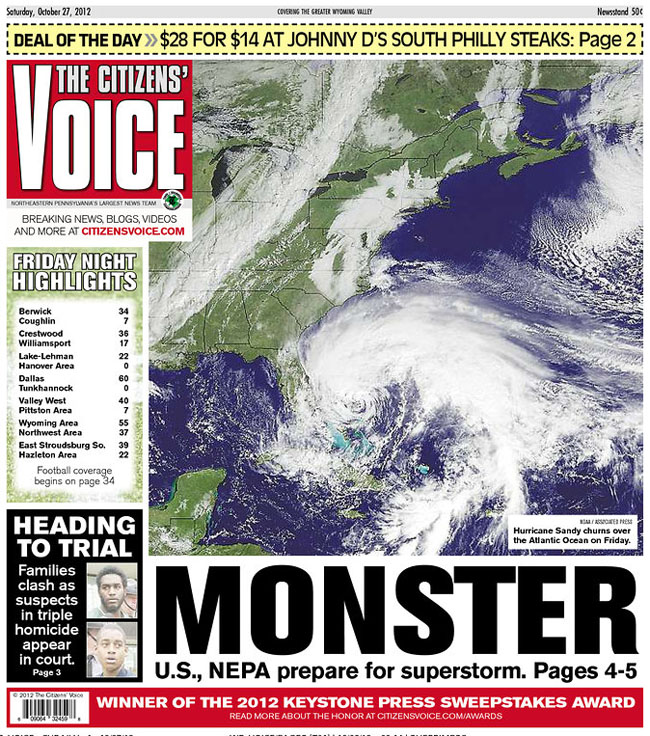 Saturday, October 27, 2012
COVERING THE GREATER WYOMING VALLEY
Newsstand 50¢
DEAL OF THE DAY » $28 FOR $14 AT JOHNNY D'S SOUTH PHILLY STEAKS: Page 2
THE CITIZENS'
VOICE
NORTHEASTERN PENNSYLVANIA'S LARGEST NEWS TEAM
BREAKING NEWS, BLOGS, VIDEOS
AND MORE AT CITIZENSVOICE.COM
FRIDAY NIGHT
HIGHLIGHTS
Berwick 34
Coughlin 7
Crestwood 36
Williamsport 17
Lake-Lehman 22
Hanover Area 0
Dallas 60
Tunkhannock 0
Valley West 40
Pittston Area 7
Wyoming Area 55
Northwest Area 37
East Stroudsburg So. 39
Hazleton Area 22
Football coverage
begins on page 34
NOAA / ASSOCIATED PRESS
Hurricane Sandy churns over
the Atlantic Ocean on Friday.
HEADING
TO TRIAL
Families
clash as
suspects
in triple
homicide
appear
in court.
Page 3
MONSTER
U.S., NEPA prepare for superstorm. Pages 4-5
© 2012 The Citizens' Voice
6 09064 32459 6
WINNER OF THE 2012 KEYSTONE PRESS SWEEPSTAKES AWARD
READ MORE ABOUT THE HONOR AT CITIZENSVOICE.COM/AWARDS